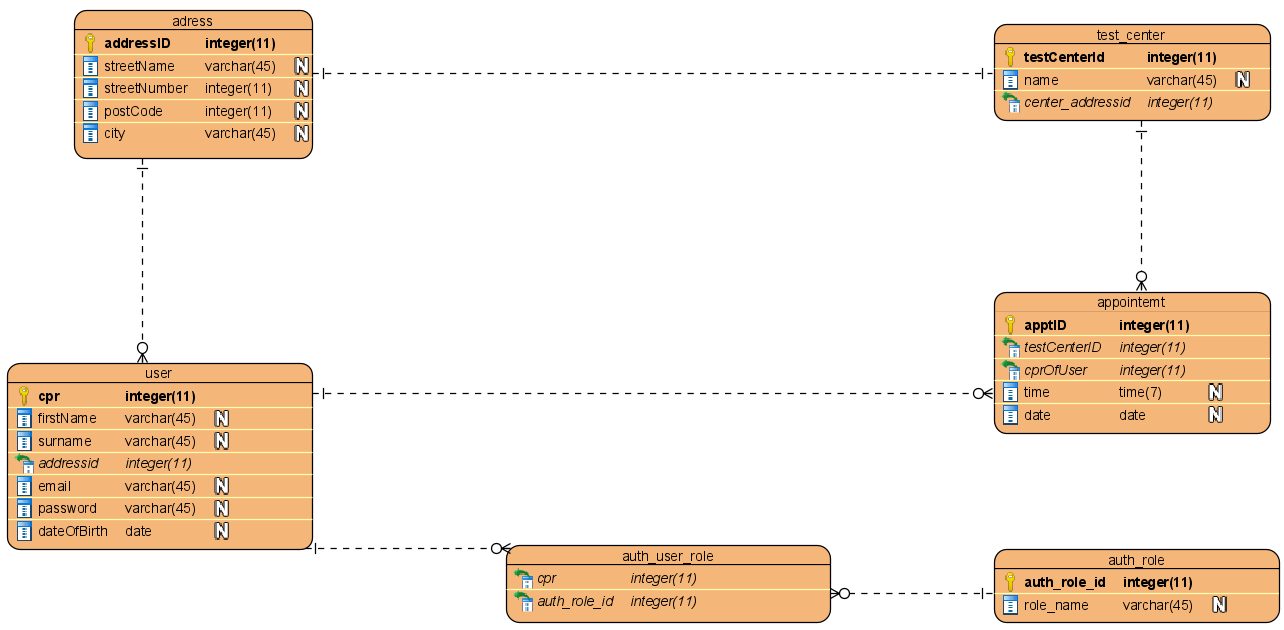 adress
addressID integer(11)
streetName varchar(45) N
streetNumber integer(11) N
postCode integer(11) N
city varchar(45) N
test_center
testCenterId integer(11)
name varchar(45) N
center_addressid integer(11)
appointemt
apptID integer(11)
testCenterID integer(11)
cprOfUser integer(11)
time time(7) N
date date N
user
cpr integer(11)
firstName varchar(45) N
surname varchar(45) N
addressid integer(11)
email varchar(45) N
password varchar(45) N
dateOfBirth date N
auth_user_role
cpr integer(11)
auth_role_id integer(11)
auth_role
auth_role_id integer(11)
role_name varchar(45) N